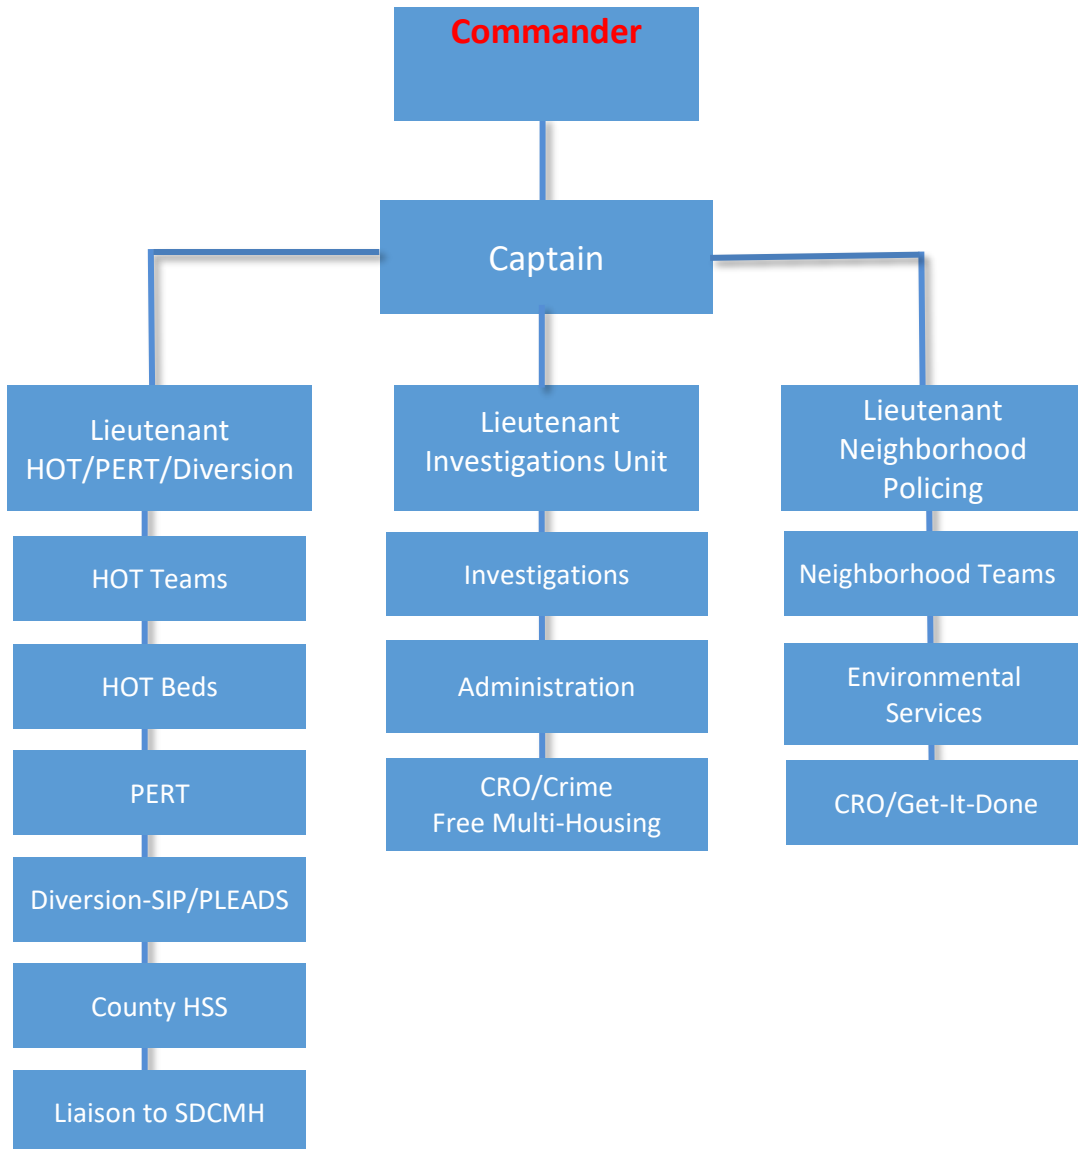 Commander
Captain
Lieutenant
HOT/PERT/Diversion
HOT Teams
HOT Beds
PERT
Diversion-SIP/PLEADS
County HSS
Liaison to SDCMH
Lieutenant
Investigations Unit
Investigations
Administration
CRO/Crime
Free Multi-Housing
Lieutenant
Neighborhood
Policing
Neighborhood Teams
Environmental
Services
CRO/Get-It-Done